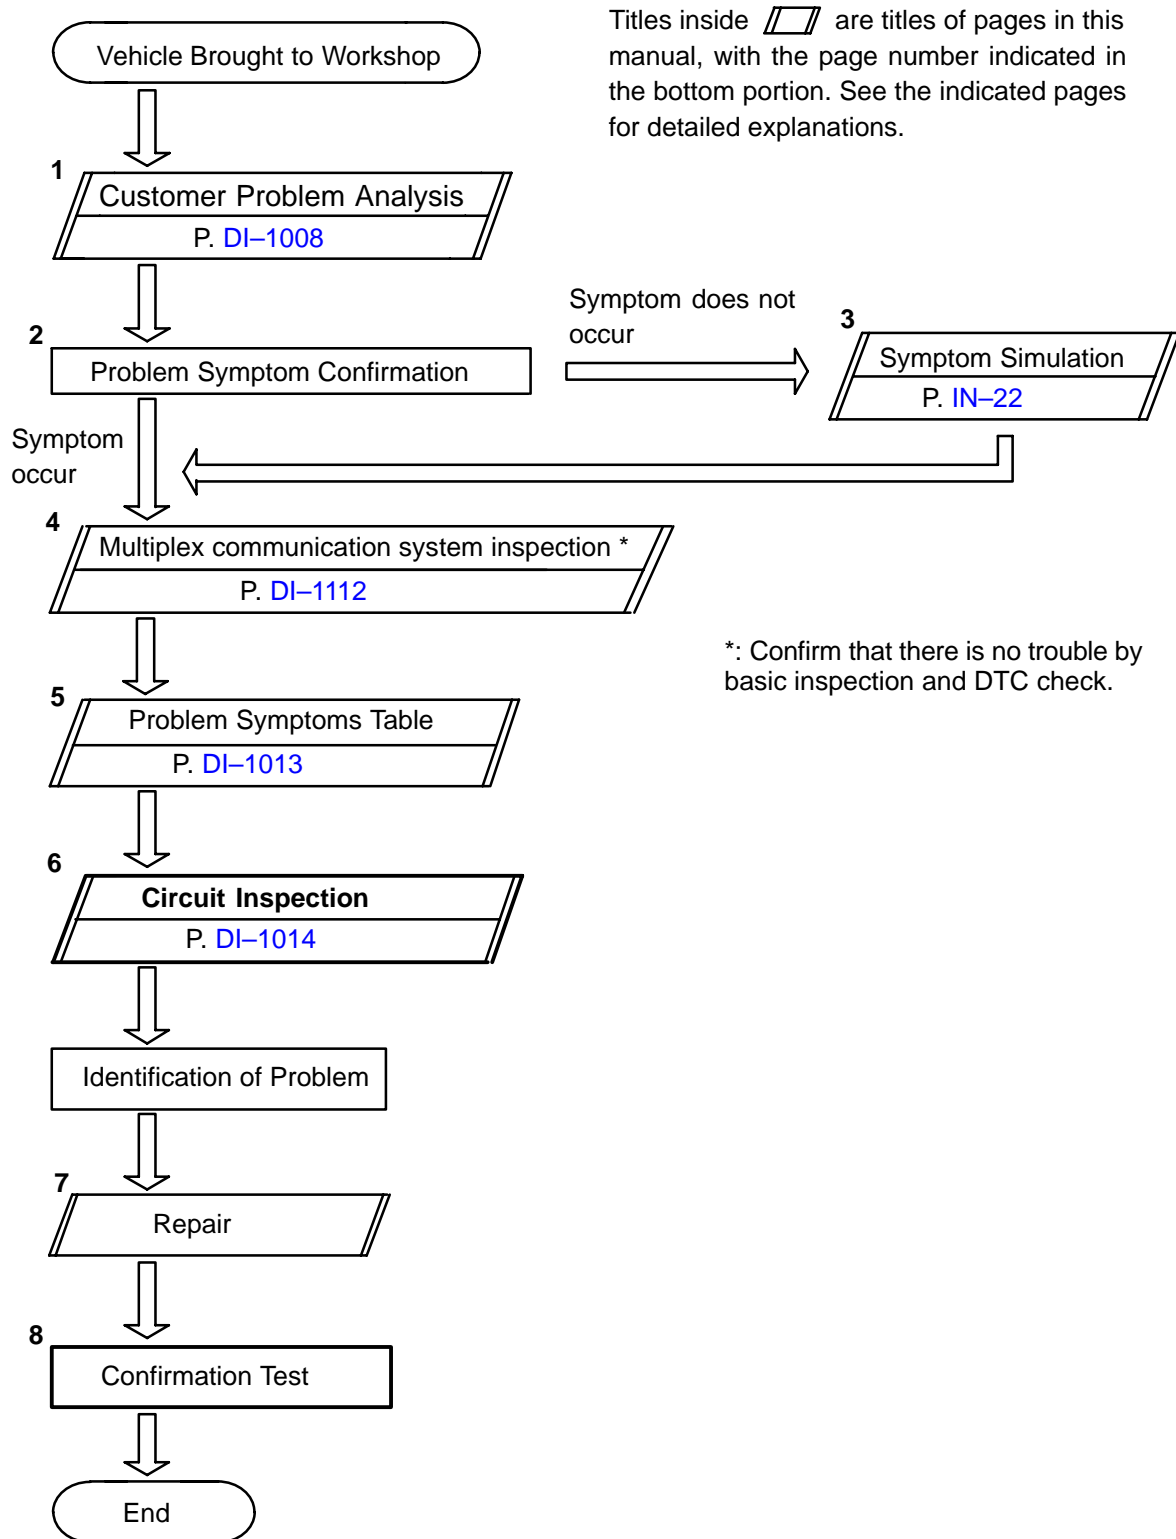 Vehicle Brought to Workshop
Titles inside are titles of pages in this
manual, with the page number indicated in
the bottom portion. See the indicated pages
for detailed explanations.
1
Customer Problem Analysis
P. DI–1008
2
Problem Symptom Confirmation
Symptom does not
occur
3
Symptom Simulation
P. IN–22
Symptom
occur
4
Multiplex communication system inspection *
P. DI–1112
*: Confirm that there is no trouble by
basic inspection and DTC check.
5
Problem Symptoms Table
P. DI–1013
6
Circuit Inspection
P. DI–1014
Identification of Problem
7
Repair
8
Confirmation Test
End